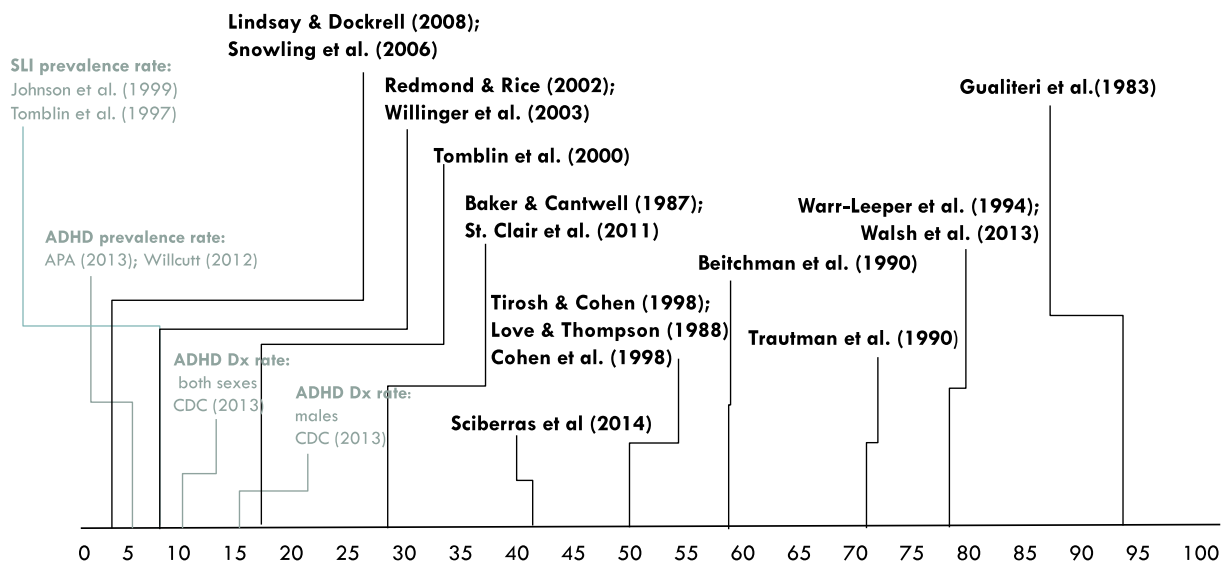 Lindsay & Dockrell (2008);
Snowling et al. (2006)
SLI prevalence rate:
Johnson et al. (1999)
Tomblin et al. (1997)
Redmond & Rice (2002);
Willinger et al. (2003)
Gualiteri et al.(1983)
Tomblin et al. (2000)
Baker & Cantwell (1987);
St. Clair et al. (2011)
Warr-Leeper et al. (1994);
Walsh et al. (2013)
ADHD prevalence rate:
APA (2013); Willcutt (2012)
Beitchman et al. (1990)
Tirosh & Cohen (1998);
Love & Thompson (1988)
Cohen et al. (1998)
Trautman et al. (1990)
ADHD Dx rate:
both sexes
CDC (2013)
ADHD Dx rate:
males
CDC (2013)
Sciberras et al (2014)
0 5 10 15 20 25 30 35 40 45 50 55 60 65 70 75 80 85 90 95 100